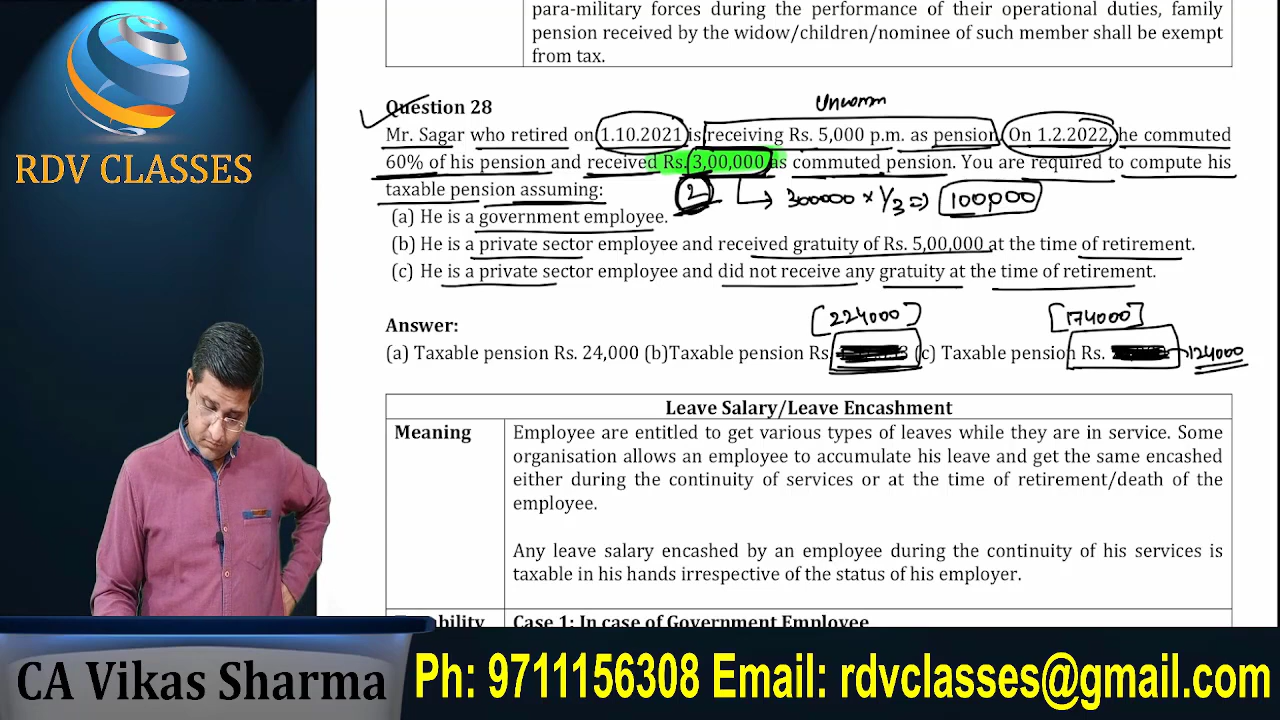 para-military forces during the performance of their operational duties, family
pension received by the widow/children/nominee of such member shall be exempt
from tax.
RDV CLASSES
Uncomm
Question 28
Mr. Sagar who retired on 1.10.2021 is receiving Rs. 5,000 p.m. as pension. On 1.2.2022, he commuted
60% of his pension and received Rs. 3,00,000 as commuted pension. You are required to compute his
taxable pension assuming:
2 → 300000 × 1/3 ⇒ 100000
(a) He is a government employee.
(b) He is a private sector employee and received gratuity of Rs. 5,00,000 at the time of retirement.
(c) He is a private sector employee and did not receive any gratuity at the time of retirement.
[224000] [174000]
Answer:
(a) Taxable pension Rs. 24,000 (b)Taxable pension Rs. (c) Taxable pension Rs. 124000
Leave Salary/Leave Encashment
Meaning
Employee are entitled to get various types of leaves while they are in service. Some
organisation allows an employee to accumulate his leave and get the same encashed
either during the continuity of services or at the time of retirement/death of the
employee.
Any leave salary encashed by an employee during the continuity of his services is
taxable in his hands irrespective of the status of his employer.
Case 1: In case of Government Employee
CA Vikas Sharma
Ph: 9711156308 Email: rdvclasses@gmail.com